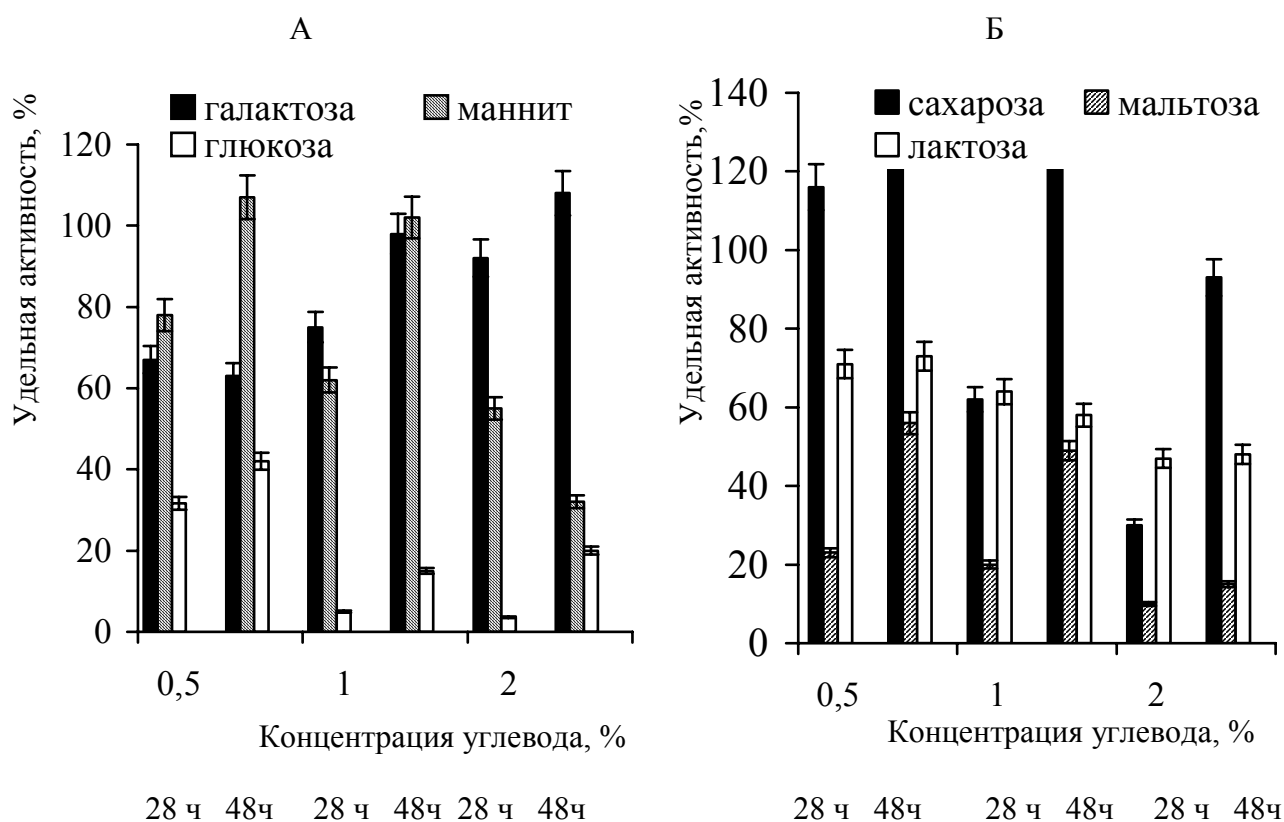 А
Удельная активность, %
галактоза маннит
глюкоза
120
100
80
60
40
20
0
0,5 1 2
Концентрация углевода, %
28 ч 48ч 28 ч 48ч 28 ч 48ч
Б
Удельная активность,%
сахароза мальтоза
лактоза
140
120
100
80
60
40
20
0
0,5 1 2
Концентрация углевода, %
28 ч 48ч 28 ч 48ч 28 ч 48ч